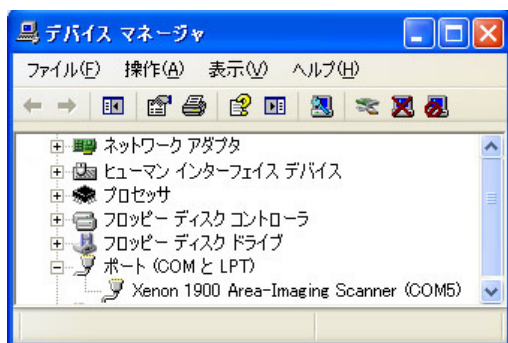 デバイス マネージャ
ファイル(F) 操作(A) 表示(V) ヘルプ(H)
ネットワーク アダプタ
ヒューマン インターフェイス デバイス
プロセッサ
フロッピー ディスク コントローラ
フロッピー ディスク ドライブ
ポート (COM と LPT)
Xenon 1900 Area-Imaging Scanner (COM5)